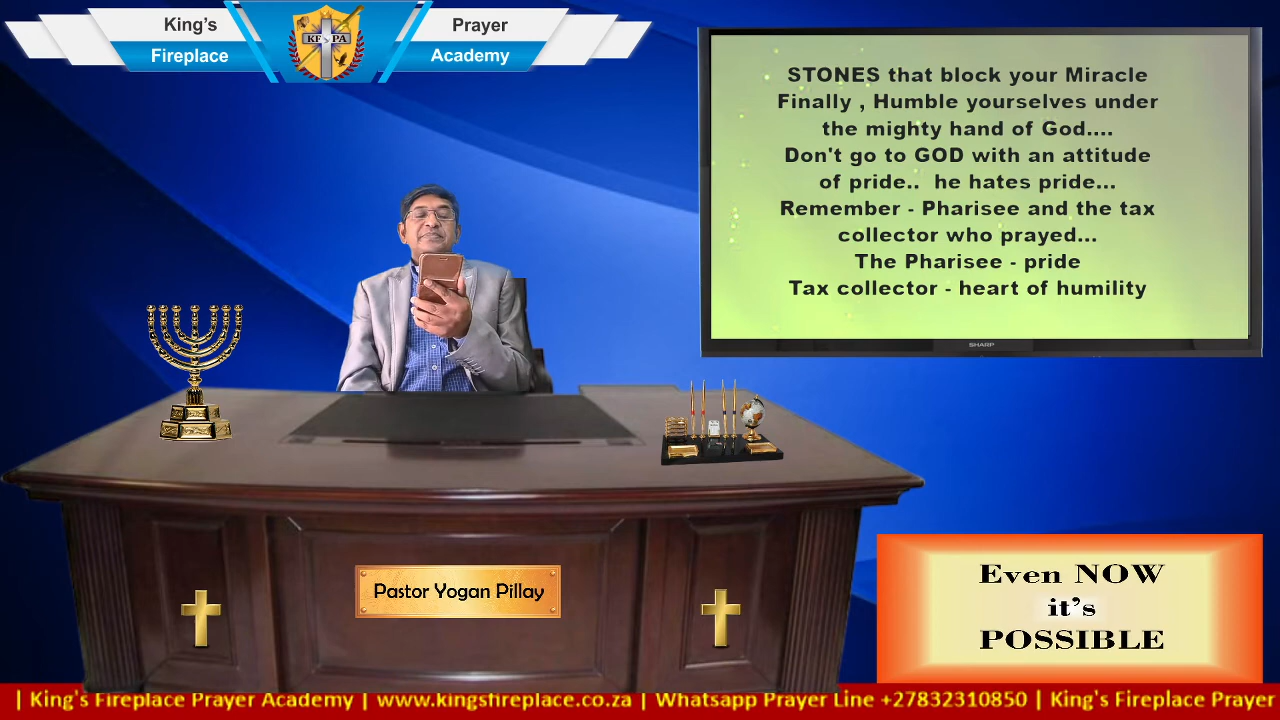 King's
Fireplace
KF PA
Prayer
Academy
STONES that block your Miracle
Finally , Humble yourselves under
the mighty hand of God....
Don't go to GOD with an attitude
of pride.. he hates pride...
Remember - Pharisee and the tax
collector who prayed...
The Pharisee - pride
Tax collector - heart of humility
SHARP
Pastor Yogan Pillay
Even NOW
it's
POSSIBLE
| King's Fireplace Prayer Academy | www.kingsfireplace.co.za | Whatsapp Prayer Line +27832310850 | King's Fireplace Prayer